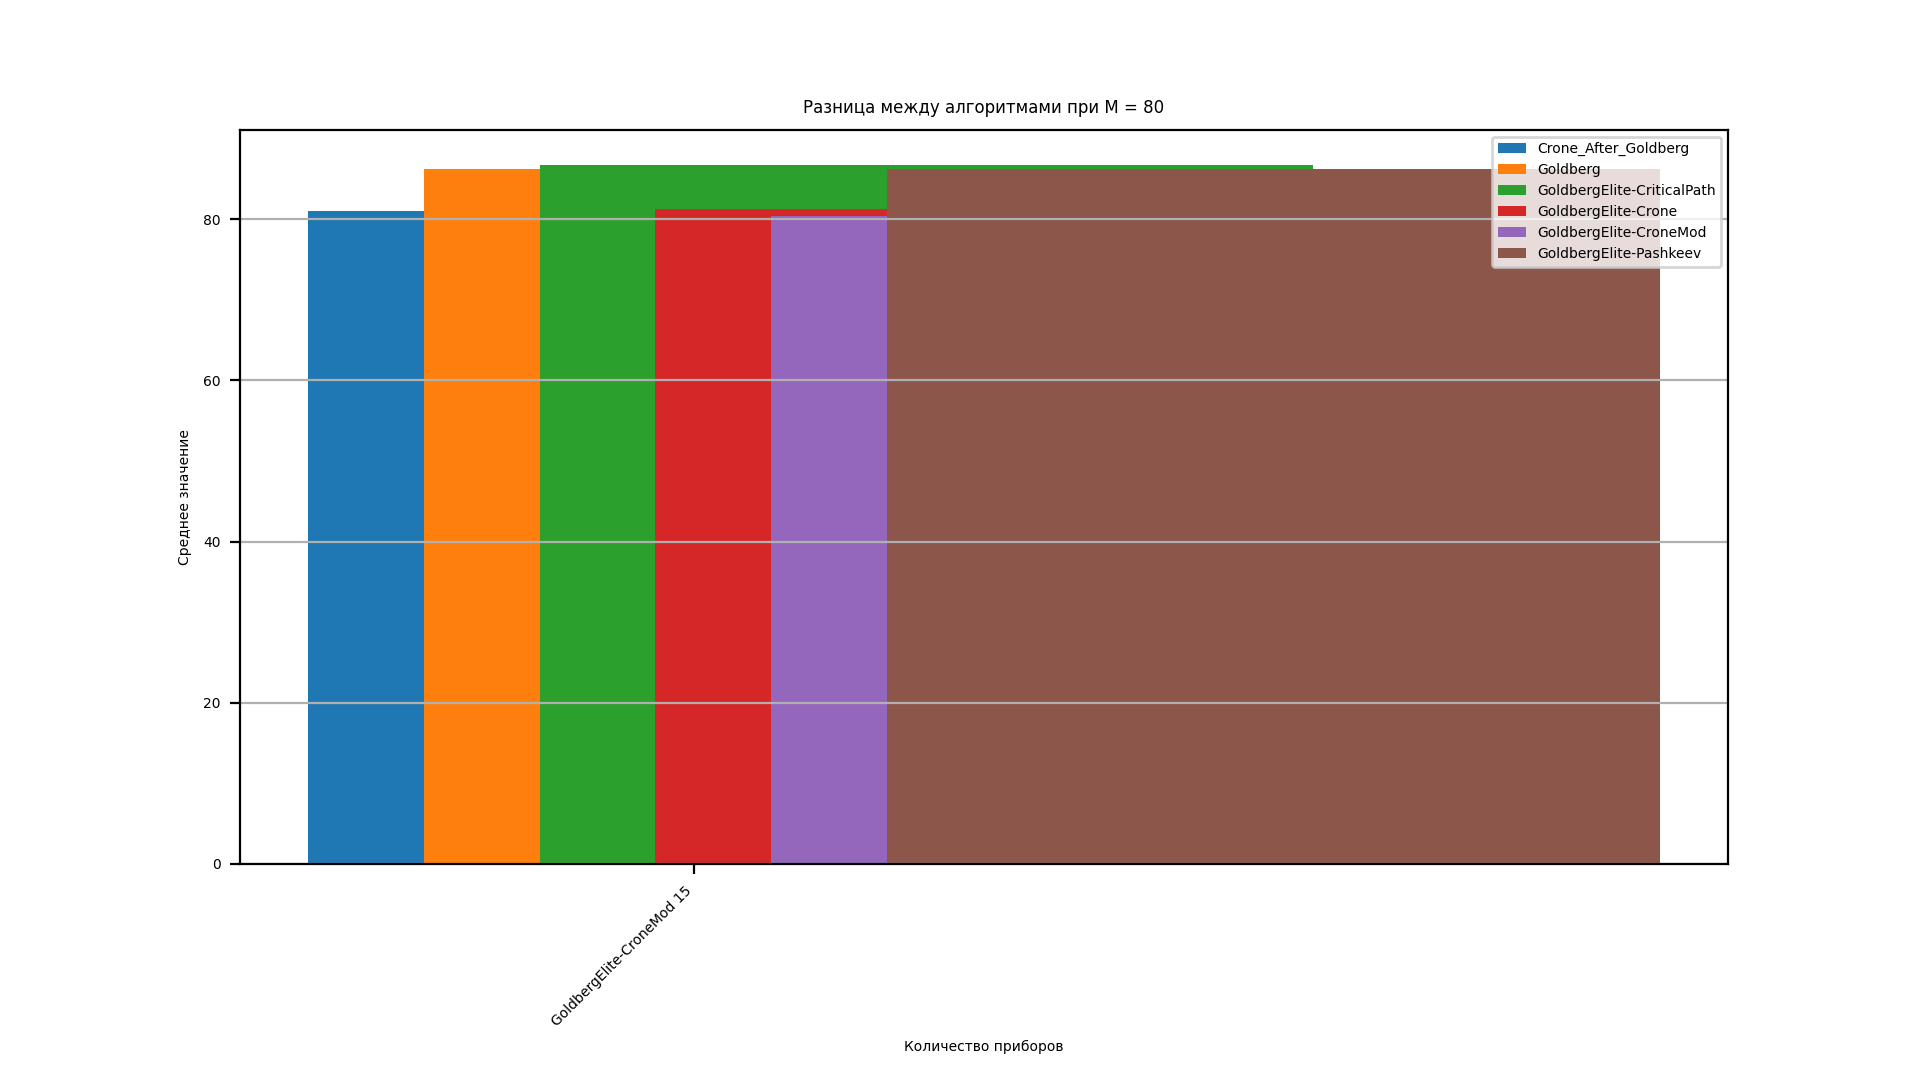 Разница между алгоритмами при M = 80
Crone_After_Goldberg
Goldberg
GoldbergElite-CriticalPath
GoldbergElite-Crone
GoldbergElite-CroneMod
GoldbergElite-Pashkeev
80
60
40
20
0
Среднее значение
GoldbergElite-CroneMod 15
Количество приборов